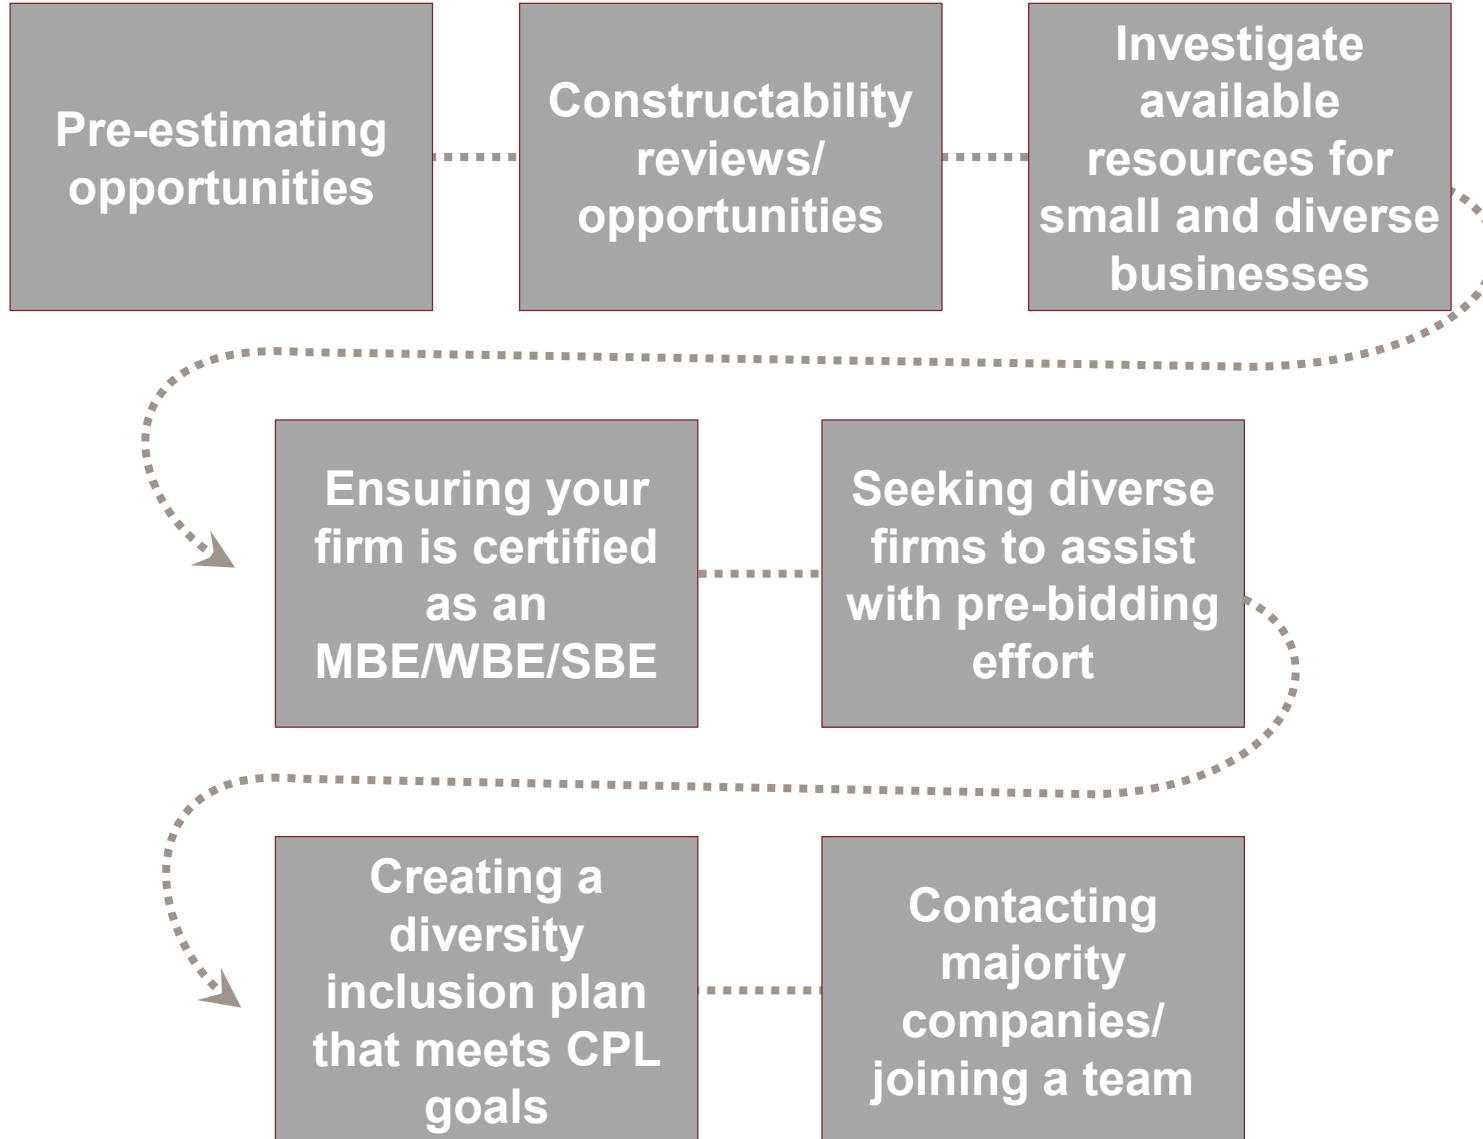 Pre-estimating
opportunities
Constructability
reviews/
opportunities
Investigate
available
resources for
small and diverse
businesses
Ensuring your
firm is certified
as an
MBE/WBE/SBE
Seeking diverse
firms to assist
with pre-bidding
effort
Creating a
diversity
inclusion plan
that meets CPL
goals
Contacting
majority
companies/
joining a team